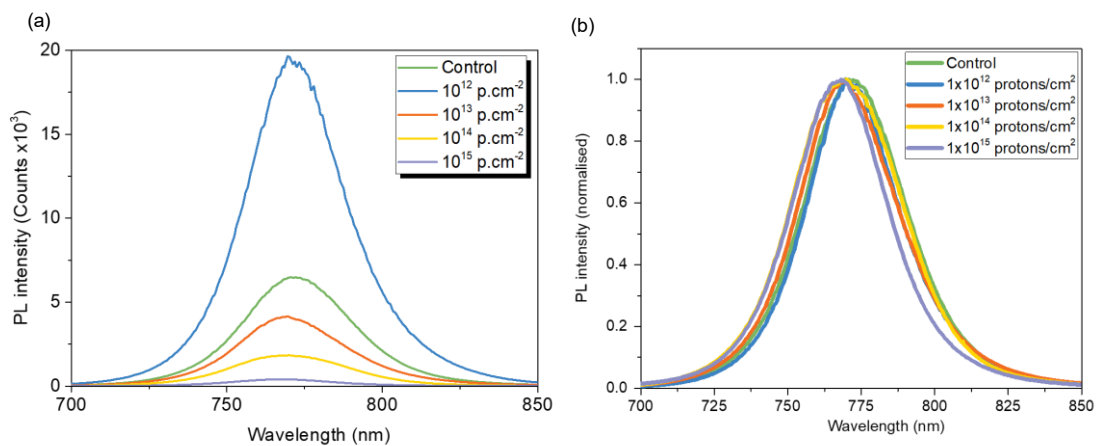 (a)
20
15
10
5
0
700
750
800
850
PL intensity (Counts x10³)
Wavelength (nm)
Control
10¹² p.cm⁻²
10¹³ p.cm⁻²
10¹⁴ p.cm⁻²
10¹⁵ p.cm⁻²
(b)
1.0
0.8
0.6
0.4
0.2
0.0
700
725
750
775
800
825
850
PL intensity (normalised)
Wavelength (nm)
Control
1x10¹² protons/cm²
1x10¹³ protons/cm²
1x10¹⁴ protons/cm²
1x10¹⁵ protons/cm²